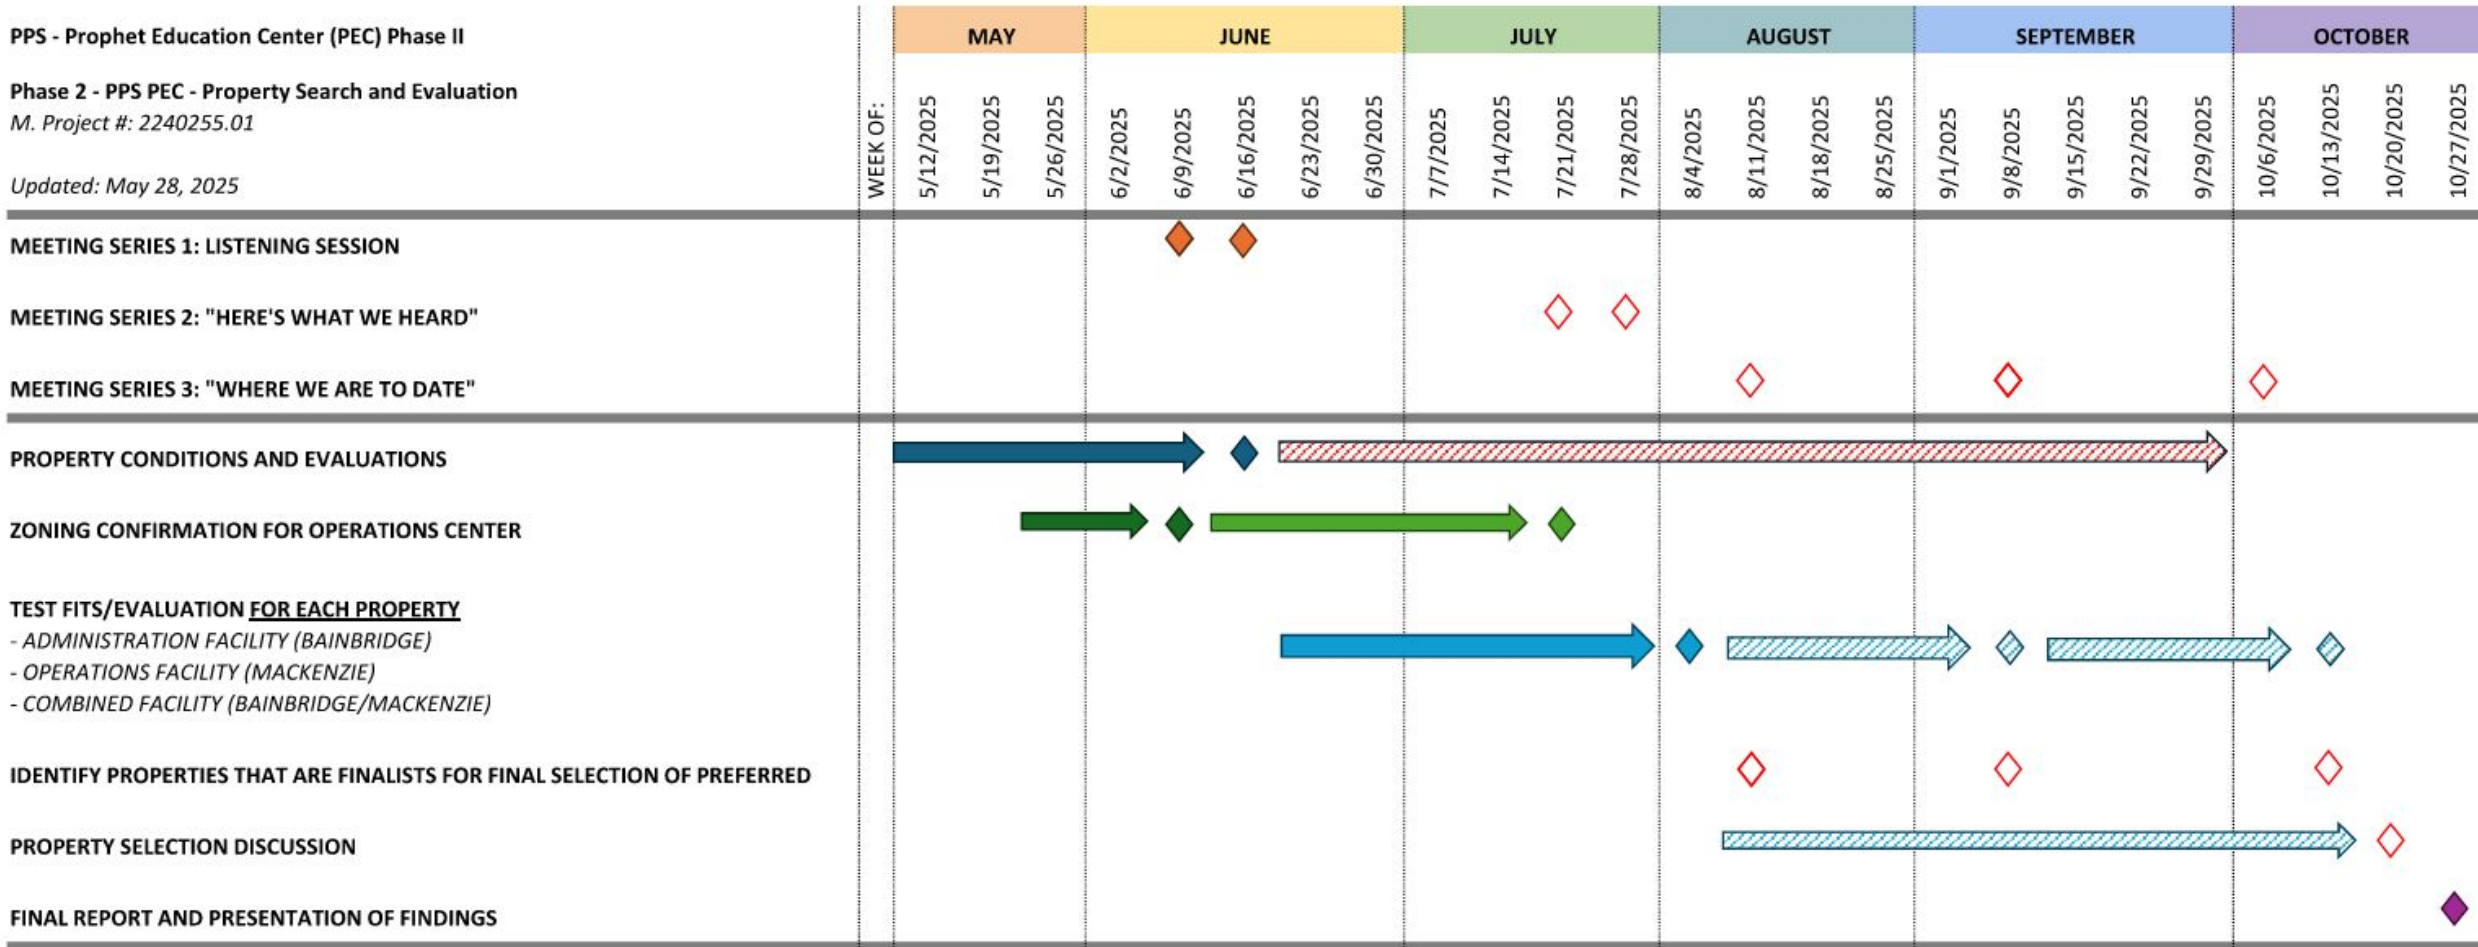 PPS - Prophet Education Center (PEC) Phase II
MAY
JUNE
JULY
AUGUST
SEPTEMBER
OCTOBER
Phase 2 - PPS PEC - Property Search and Evaluation
M. Project #: 2240255.01
Updated: May 28, 2025
WEEK OF:
5/12/2025
5/19/2025
5/26/2025
6/2/2025
6/9/2025
6/16/2025
6/23/2025
6/30/2025
7/7/2025
7/14/2025
7/21/2025
7/28/2025
8/4/2025
8/11/2025
8/18/2025
8/25/2025
9/1/2025
9/8/2025
9/15/2025
9/22/2025
9/29/2025
10/6/2025
10/13/2025
10/20/2025
10/27/2025
MEETING SERIES 1: LISTENING SESSION
MEETING SERIES 2: "HERE'S WHAT WE HEARD"
MEETING SERIES 3: "WHERE WE ARE TO DATE"
PROPERTY CONDITIONS AND EVALUATIONS
ZONING CONFIRMATION FOR OPERATIONS CENTER
TEST FITS/EVALUATION FOR EACH PROPERTY
- ADMINISTRATION FACILITY (BAINBRIDGE)
- OPERATIONS FACILITY (MACKENZIE)
- COMBINED FACILITY (BAINBRIDGE/MACKENZIE)
IDENTIFY PROPERTIES THAT ARE FINALISTS FOR FINAL SELECTION OF PREFERRED
PROPERTY SELECTION DISCUSSION
FINAL REPORT AND PRESENTATION OF FINDINGS